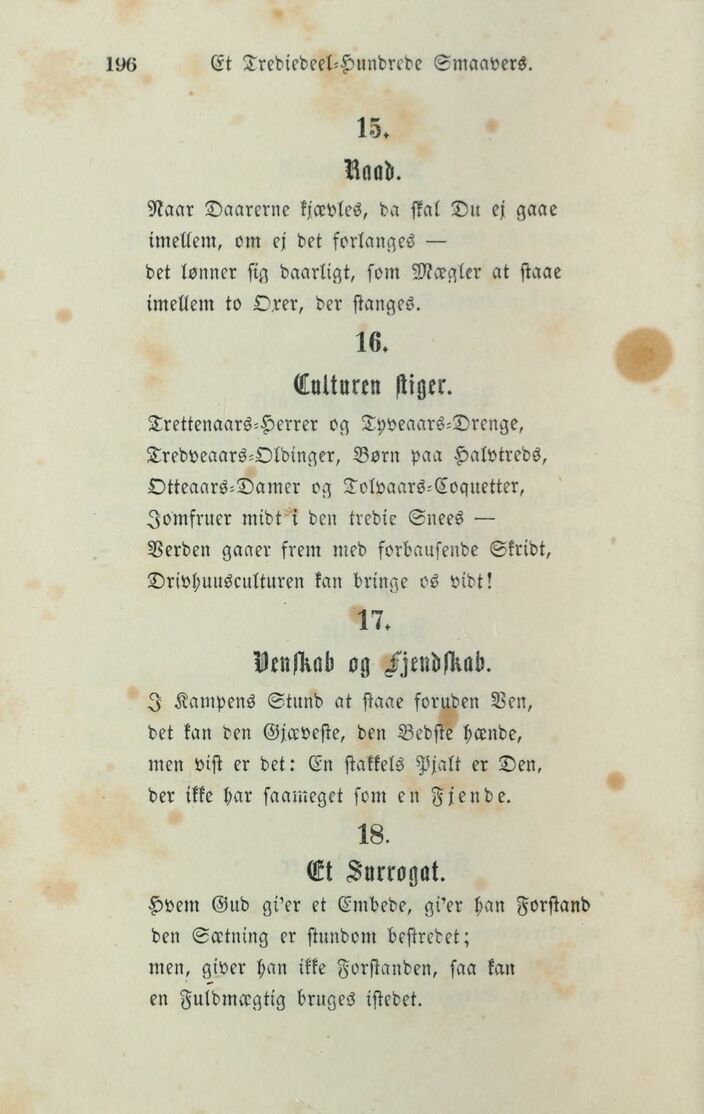 196 Et Trediedeel-Hundrede Smaavers.
15.
Raad.
Naar Daarerne kjævles, da skal Du ej gaae
imellem, om ej det forlanges —
det lønner sig daarligt, som Mægler at staae
imellem to Oxer, der stanges.
16.
Culturen stiger.
Trettenaars-Herrer og Tyveaars-Drenge,
Tredveaars-Oldinger, Børn paa Halvtreds,
Otteaars-Damer og Tolvaars-Coquetter,
Jomfruer midt i den tredie Snees —
Verden gaaer frem med forbausende Skridt,
Drivhuusculturen kan bringe os vidt!
17.
Venskab og Fjendskab.
I Kampens Stund at staae foruden Ven,
det kan den Gjæveste, den Bedste hænde,
men vist er det: En stakkels Pjalt er Den,
der ikke har saameget som en Fjende.
18.
Et Surrogat.
Hvem Gud gi'er et Embede, gi'er han Forstand
den Sætning er stundom bestredet;
men, giver han ikke Forstanden, saa kan
en Fuldmægtig bruges istedet.